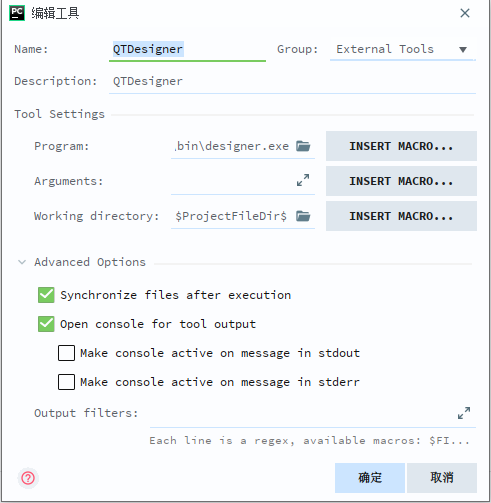 PC 编辑工具
Name: QTDesigner Group: External Tools
Description: QTDesigner
Tool Settings
Program: .bin\designer.exe INSERT MACRO...
Arguments: INSERT MACRO...
Working directory: $ProjectFileDir$ INSERT MACRO...
Advanced Options
Synchronize files after execution
Open console for tool output
Make console active on message in stdout
Make console active on message in stderr
Output filters:
Each line is a regex, available macros: $FI...
? 确定 取消